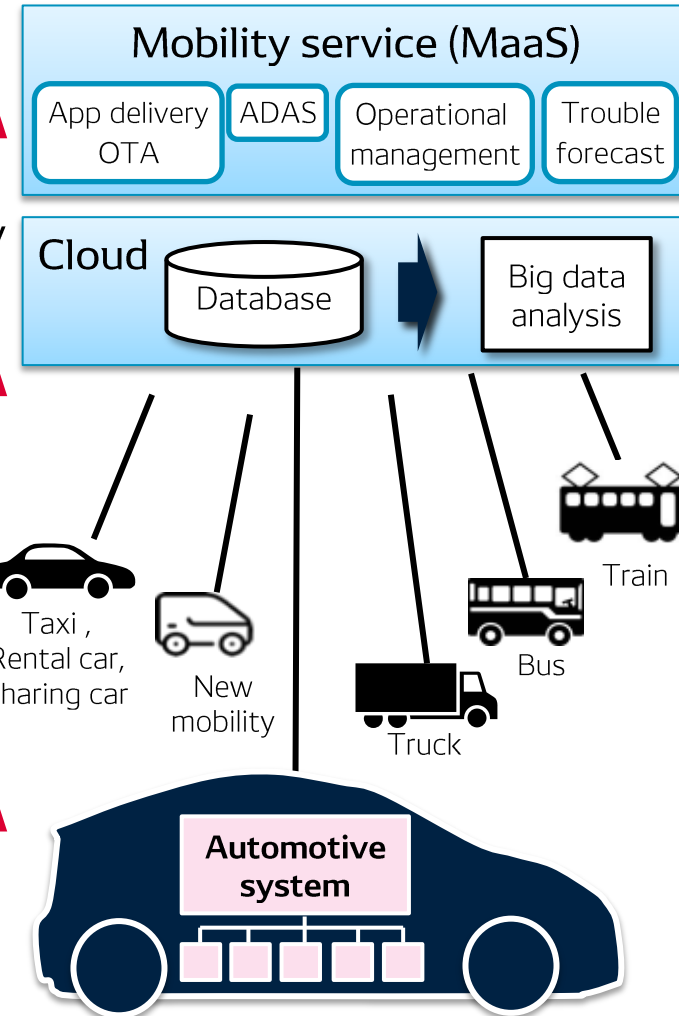 Mobility service (MaaS)
App delivery
OTA
ADAS
Operational
management
Trouble
forecast
Cloud
Database
Big data
analysis
Train
Taxi ,
Rental car,
haring car
New
mobility
Bus
Truck
Automotive
system